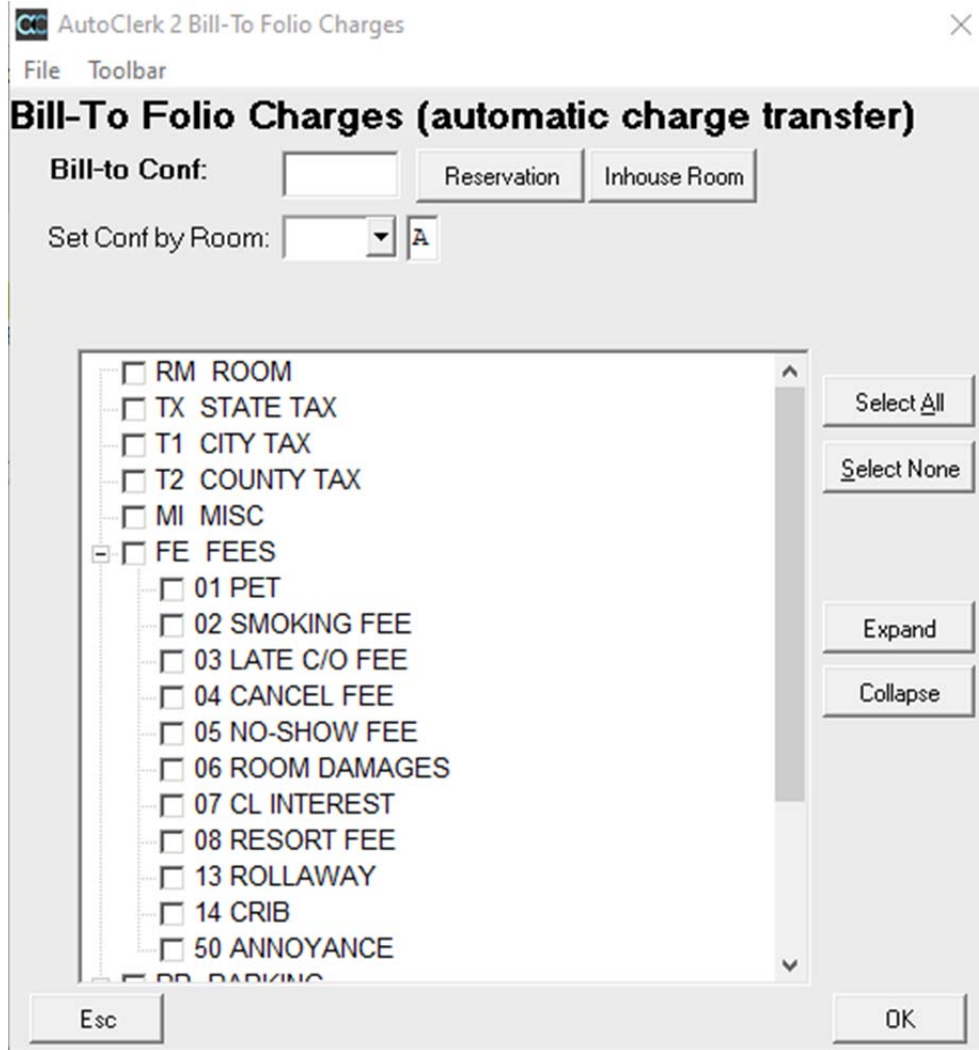 AutoClerk 2 Bill-To Folio Charges
File Toolbar
Bill-To Folio Charges (automatic charge transfer)
Bill-to Conf: Reservation Inhouse Room
Set Conf by Room: A
RM ROOM
TX STATE TAX
T1 CITY TAX
T2 COUNTY TAX
MI MISC
FE FEES
01 PET
02 SMOKING FEE
03 LATE C/O FEE
04 CANCEL FEE
05 NO-SHOW FEE
06 ROOM DAMAGES
07 CL INTEREST
08 RESORT FEE
13 ROLLAWAY
14 CRIB
50 ANNOYANCE
PARKING
Select All
Select None
Expand
Collapse
Esc OK